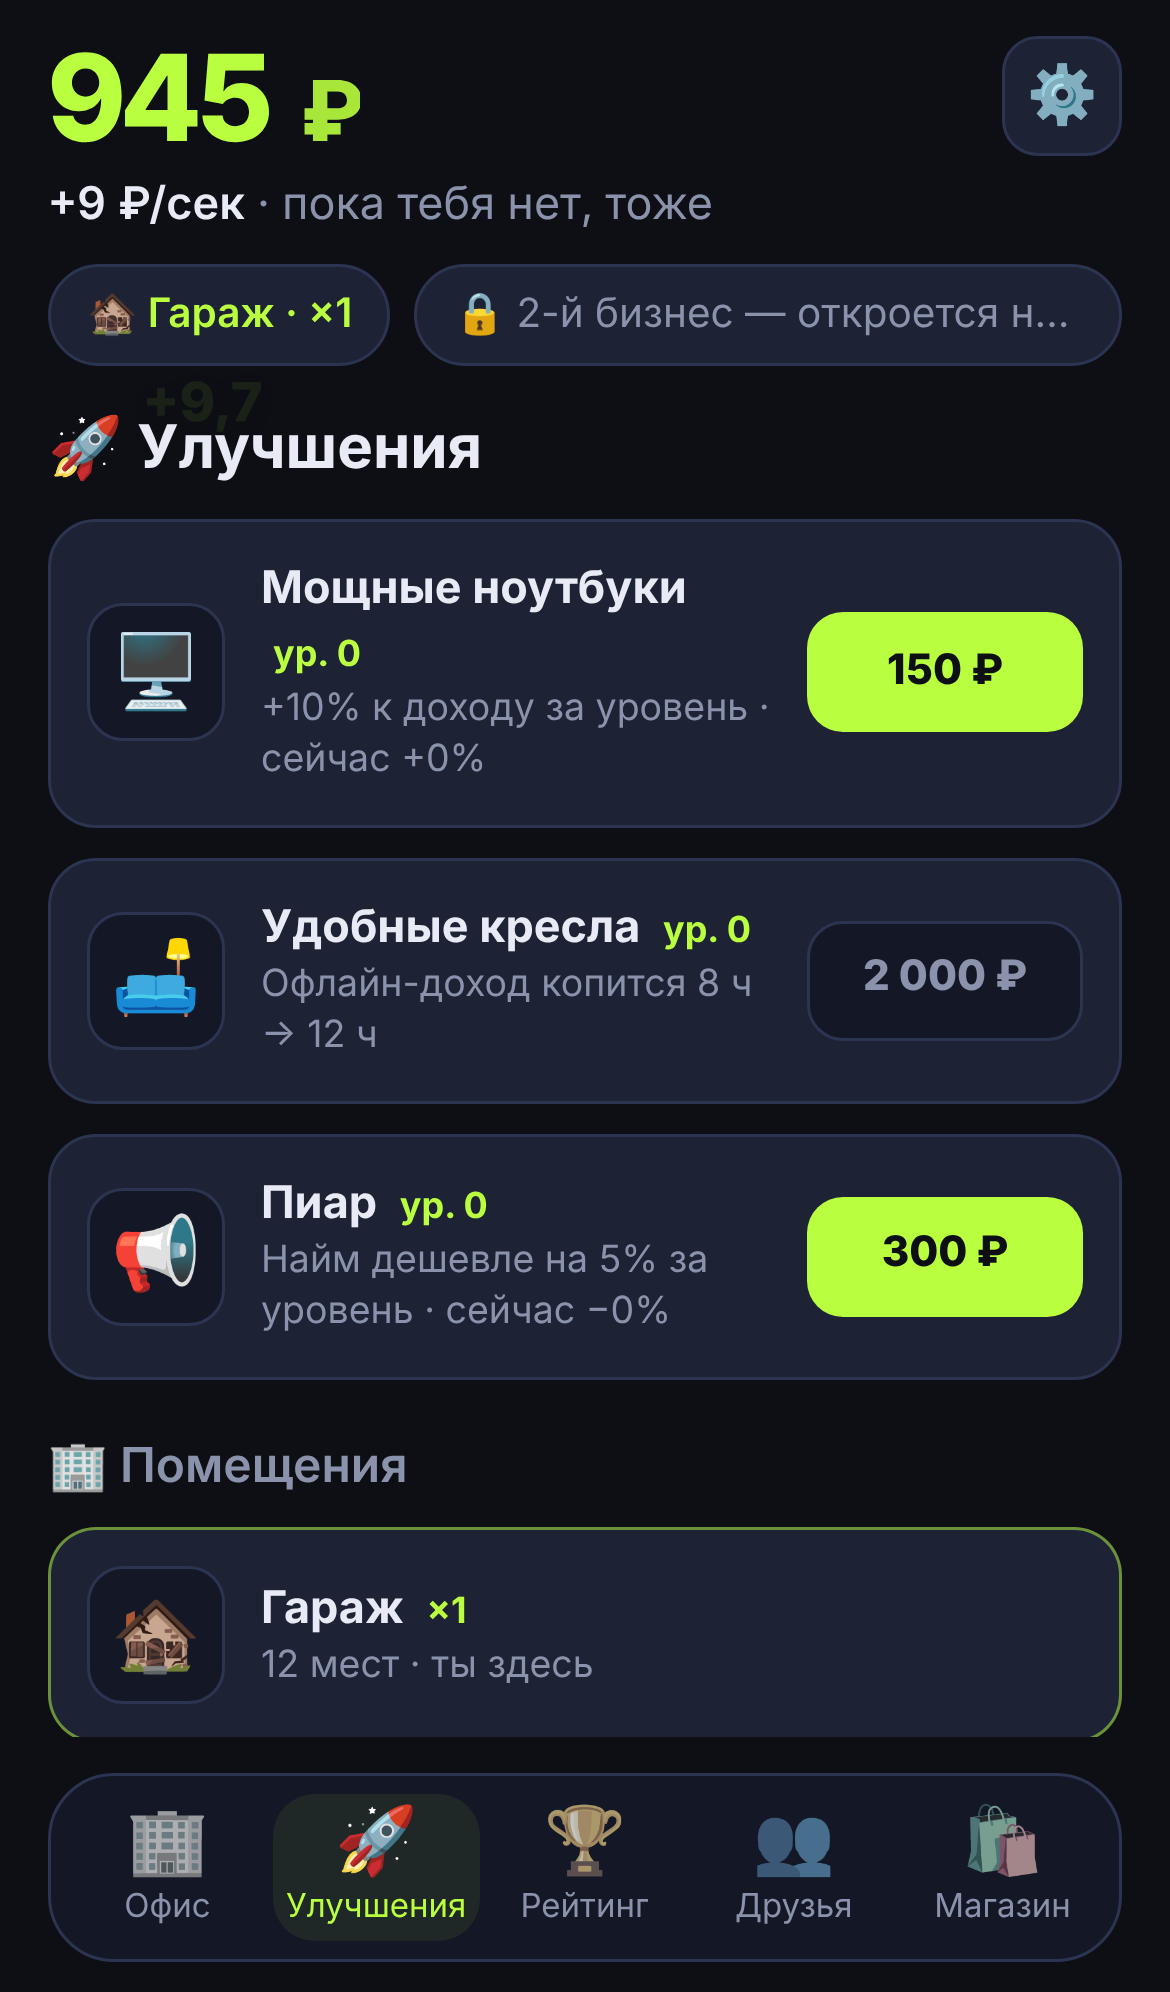 945 ₽
+9 ₽/сек · пока тебя нет, тоже
Гараж · ×1
2-й бизнес — откроется н...
+9,7
Улучшения
Мощные ноутбуки
ур. 0
+10% к доходу за уровень ·
сейчас +0%
150 ₽
Удобные кресла ур. 0
Офлайн-доход копится 8 ч
→ 12 ч
2 000 ₽
Пиар ур. 0
Найм дешевле на 5% за
уровень · сейчас −0%
300 ₽
Помещения
Гараж ×1
12 мест · ты здесь
Офис
Улучшения
Рейтинг
Друзья
Магазин